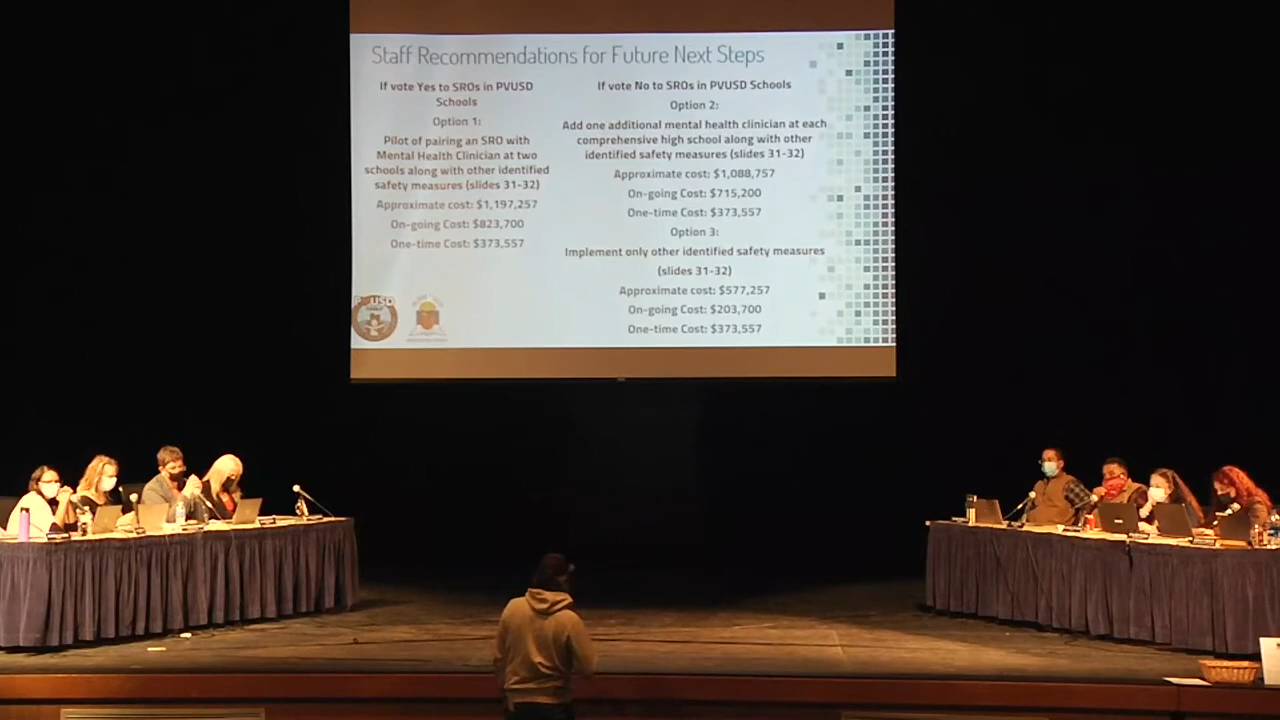 Staff Recommendations for Future Next Steps
If vote Yes to SROs in PVUSD
Schools
Option 1:
Pilot of pairing an SRO with
Mental Health Clinician at two
schools along with other identified
safety measures (slides 31-32)
Approximate cost: $1,197,257
On-going Cost: $823,700
One-time Cost: $373,557
If vote No to SROs in PVUSD Schools
Option 2:
Add one additional mental health clinician at each
comprehensive high school along with other
identified safety measures (slides 31-32)
Approximate cost: $1,088,757
On-going Cost: $715,200
One-time Cost: $373,557
Option 3:
Implement only other identified safety measures
(slides 31-32)
Approximate cost: $577,257
On-going Cost: $203,700
One-time Cost: $373,557